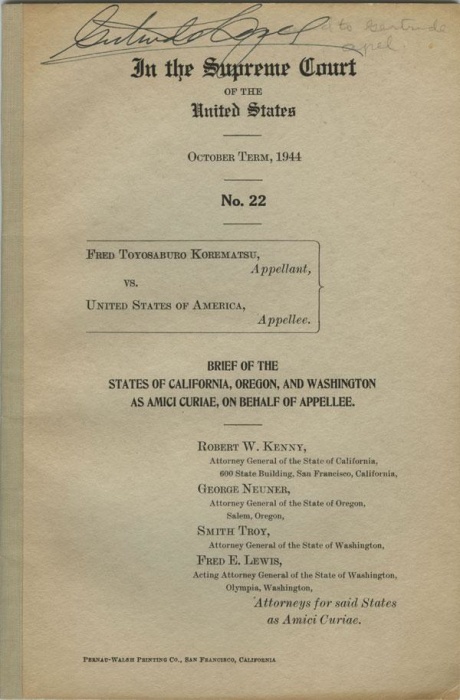 Gertrude Apel
to Gertrude
Apel
In the Supreme Court
OF THE
United States
OCTOBER TERM, 1944
No. 22
FRED TOYOSABURO KOREMATSU,
Appellant,
VS.
UNITED STATES OF AMERICA,
Appellee.
BRIEF OF THE
STATES OF CALIFORNIA, OREGON, AND WASHINGTON
AS AMICI CURIAE, ON BEHALF OF APPELLEE.
ROBERT W. KENNY,
Attorney General of the State of California,
600 State Building, San Francisco, California,
GEORGE NEUNER,
Attorney General of the State of Oregon,
Salem, Oregon,
SMITH TROY,
Attorney General of the State of Washington,
FRED E. LEWIS,
Acting Attorney General of the State of Washington,
Olympia, Washington,
Attorneys for said States
as Amici Curiae.
PERNAU-WALSH PRINTING CO., SAN FRANCISCO, CALIFORNIA